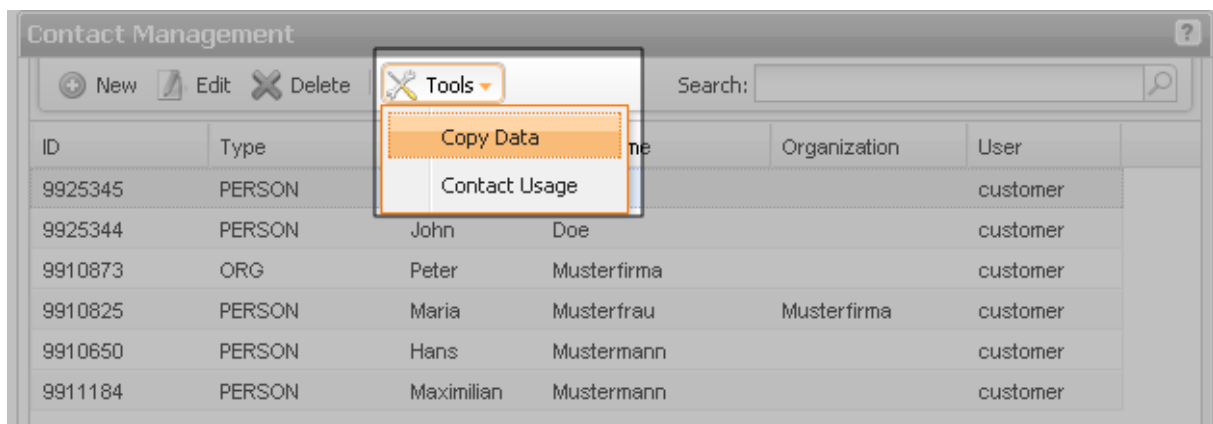 Contact Management ?
New Edit Delete Tools Search:
Copy Data
Contact Usage
ID Type me Organization User
9925345 PERSON customer
9925344 PERSON John Doe customer
9910873 ORG Peter Musterfirma customer
9910825 PERSON Maria Musterfrau Musterfirma customer
9910650 PERSON Hans Mustermann customer
9911184 PERSON Maximilian Mustermann customer